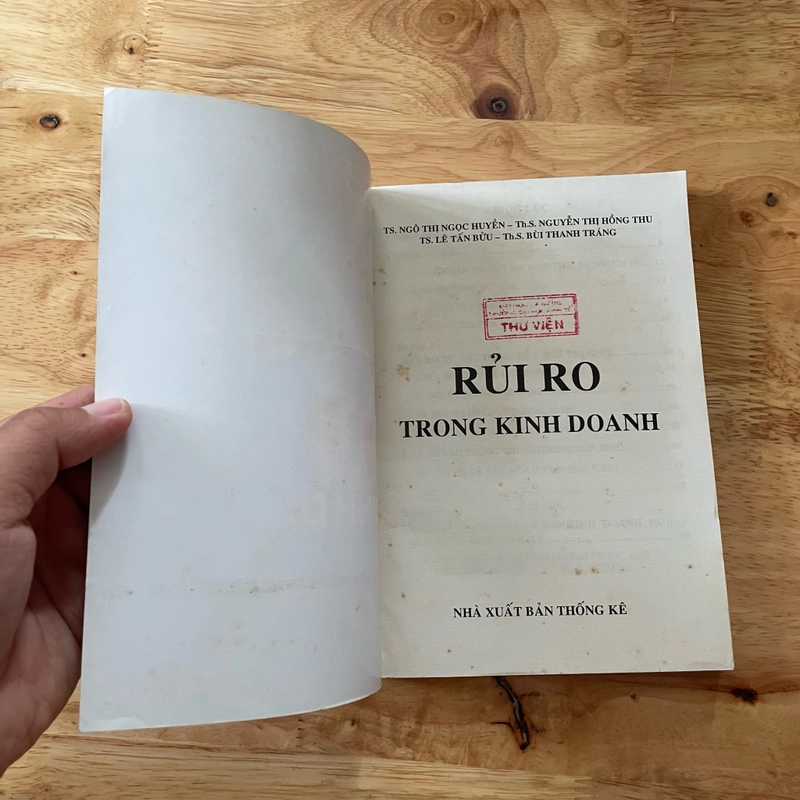 TS. NGÔ THỊ NGỌC HUYỀN – Th.S. NGUYỄN THỊ HỒNG THU
TS. LÊ TẤN BỬU – Th.S. BÙI THANH TRÁNG
THƯ VIỆN
RỦI RO
TRONG KINH DOANH
NHÀ XUẤT BẢN THỐNG KÊ